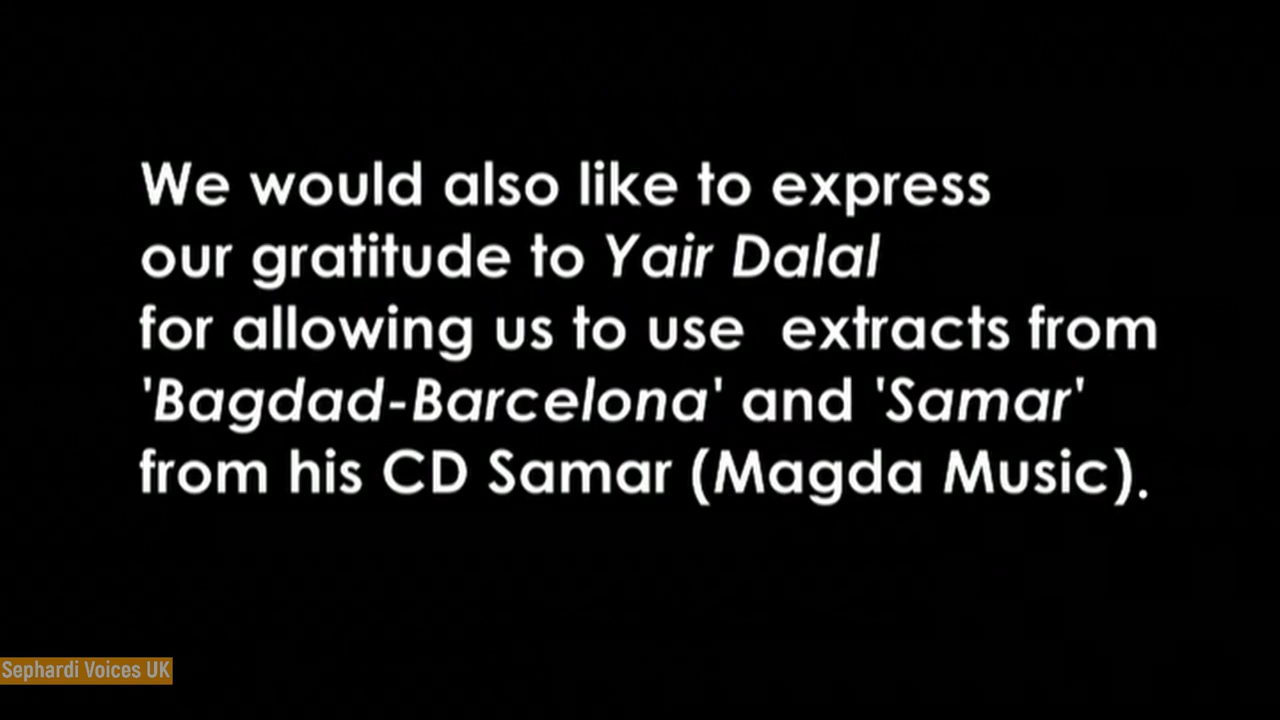 We would also like to express
our gratitude to Yair Dalal
for allowing us to use  extracts from
'Bagdad-Barcelona' and 'Samar'
from his CD Samar (Magda Music).
Sephardi Voices UK